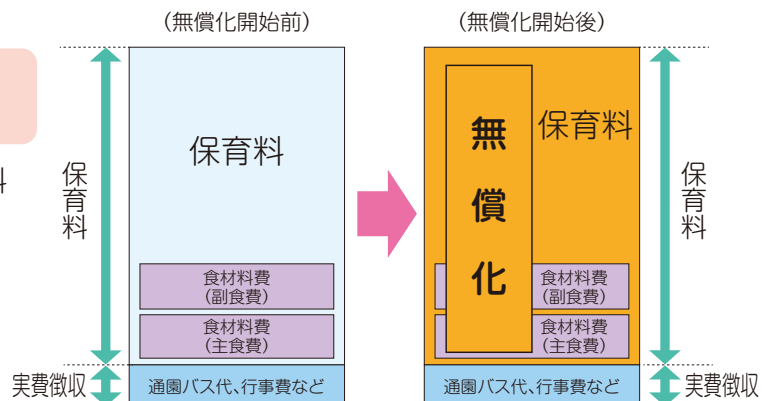 (無償化開始前)
(無償化開始後)
料
保育料
保育料
食材料費
(副食費)
食材料費
(主食費)
実費徴収
通園バス代、行事費など
無償化
保育料
保育料
食材料費
(副食費)
食材料費
(主食費)
通園バス代、行事費など
実費徴収